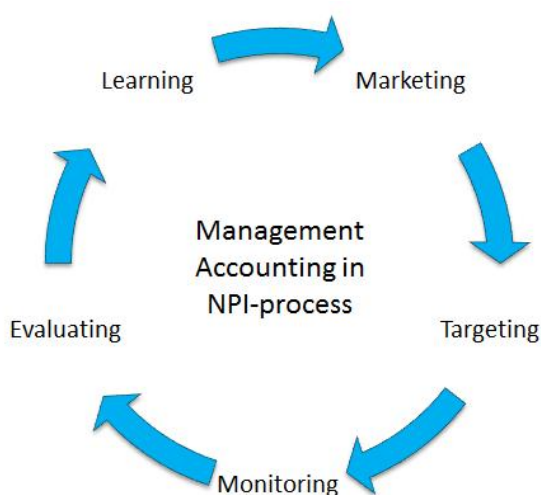 Learning
Marketing
Management
Accounting in
NPI-process
Evaluating
Targeting
Monitoring